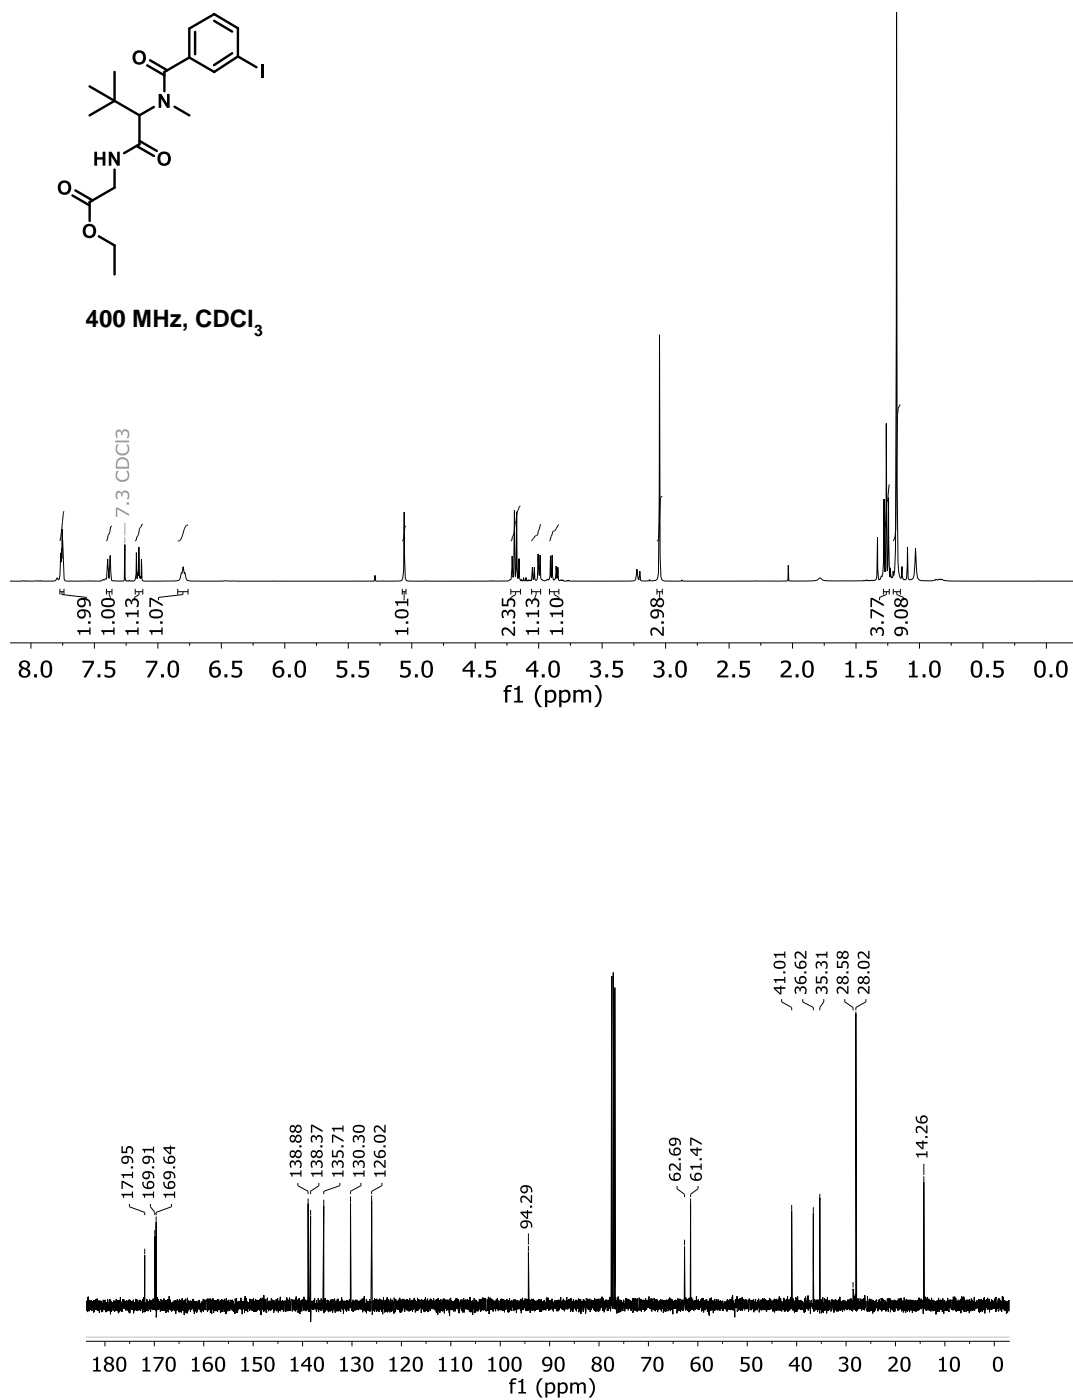 O
I
N
HN
O
O
O
400 MHz, CDCl3
7.3 CDCl3
1.99
1.00
1.13
1.07
1.01
2.35
1.13
1.10
2.98
3.77
9.08
8.0 7.5 7.0 6.5 6.0 5.5 5.0 4.5 4.0 3.5 3.0 2.5 2.0 1.5 1.0 0.5 0.0
f1 (ppm)
171.95
169.91
169.64
138.88
138.37
135.71
130.30
126.02
94.29
62.69
61.47
41.01
36.62
35.31
28.58
28.02
14.26
180 170 160 150 140 130 120 110 100 90 80 70 60 50 40 30 20 10 0
f1 (ppm)